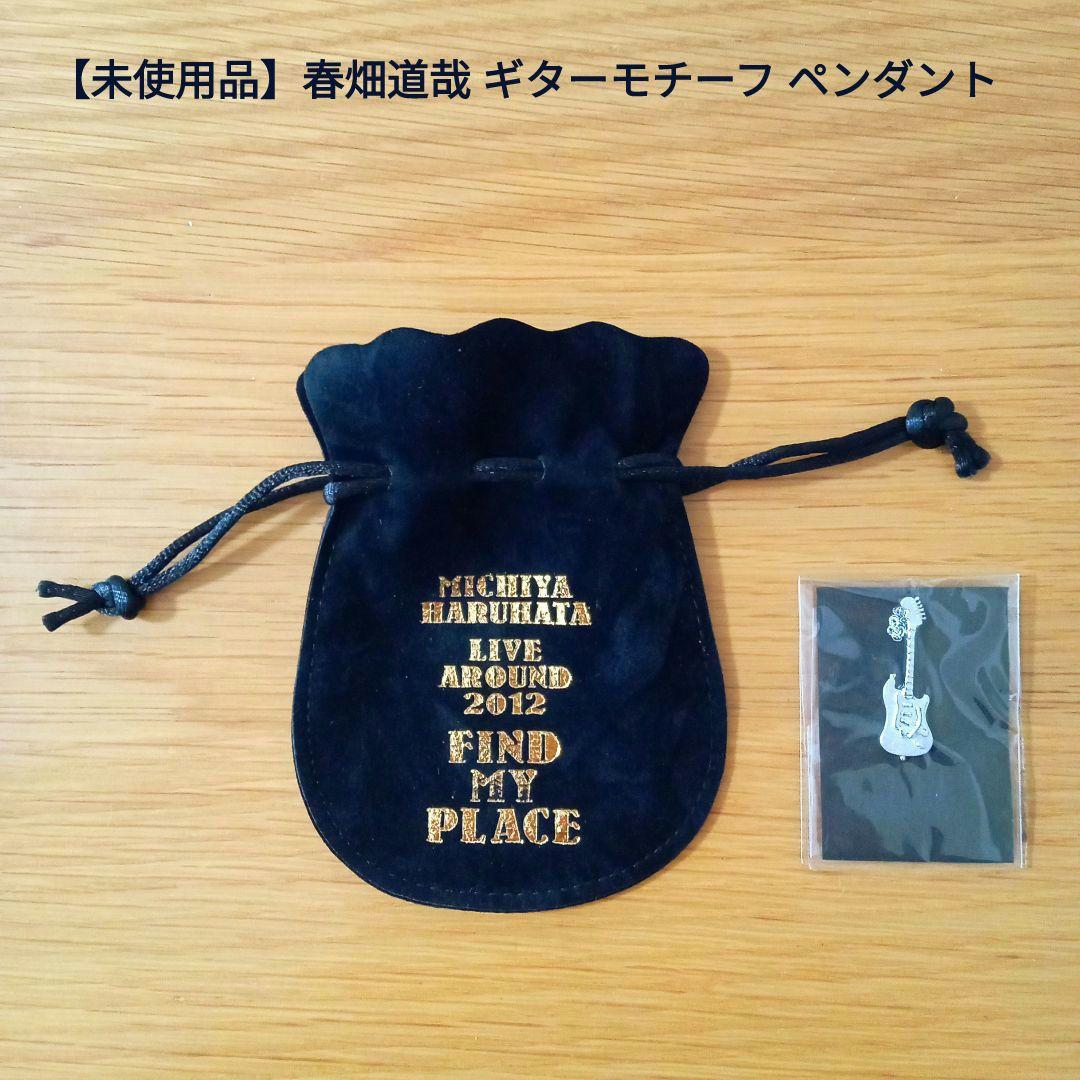 【未使用品】春畑道哉 ギターモチーフ ペンダント
MICHIYA
HARUHATA
LIVE
AROUND
2012
FIND
MY
PLACE